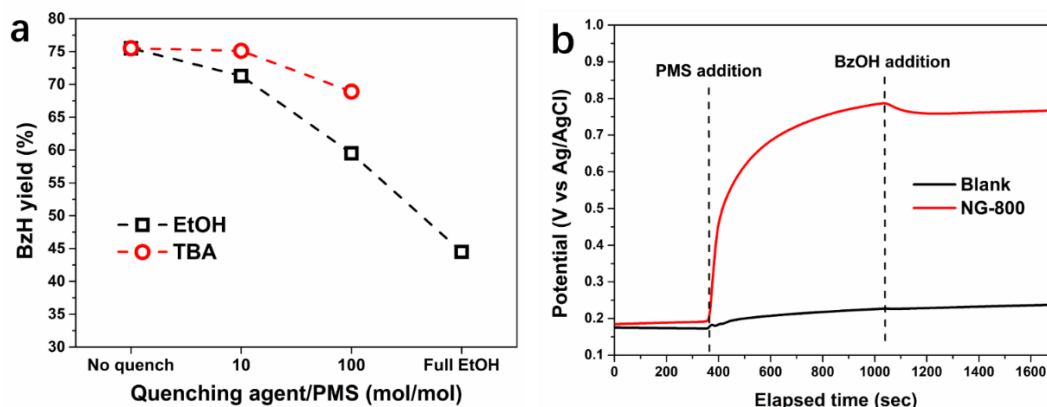 a
80
75
70
65
60
55
50
45
40
35
30
BzH yield (%)
EtOH
TBA
No quench 10 100 Full EtOH
Quenching agent/PMS (mol/mol)
b
1.0
0.9
0.8
0.7
0.6
0.5
0.4
0.3
0.2
0.1
Potential (V vs Ag/AgCl)
PMS addition
BzOH addition
Blank
NG-800
0 200 400 600 800 1000 1200 1400 1600
Elapsed time (sec)